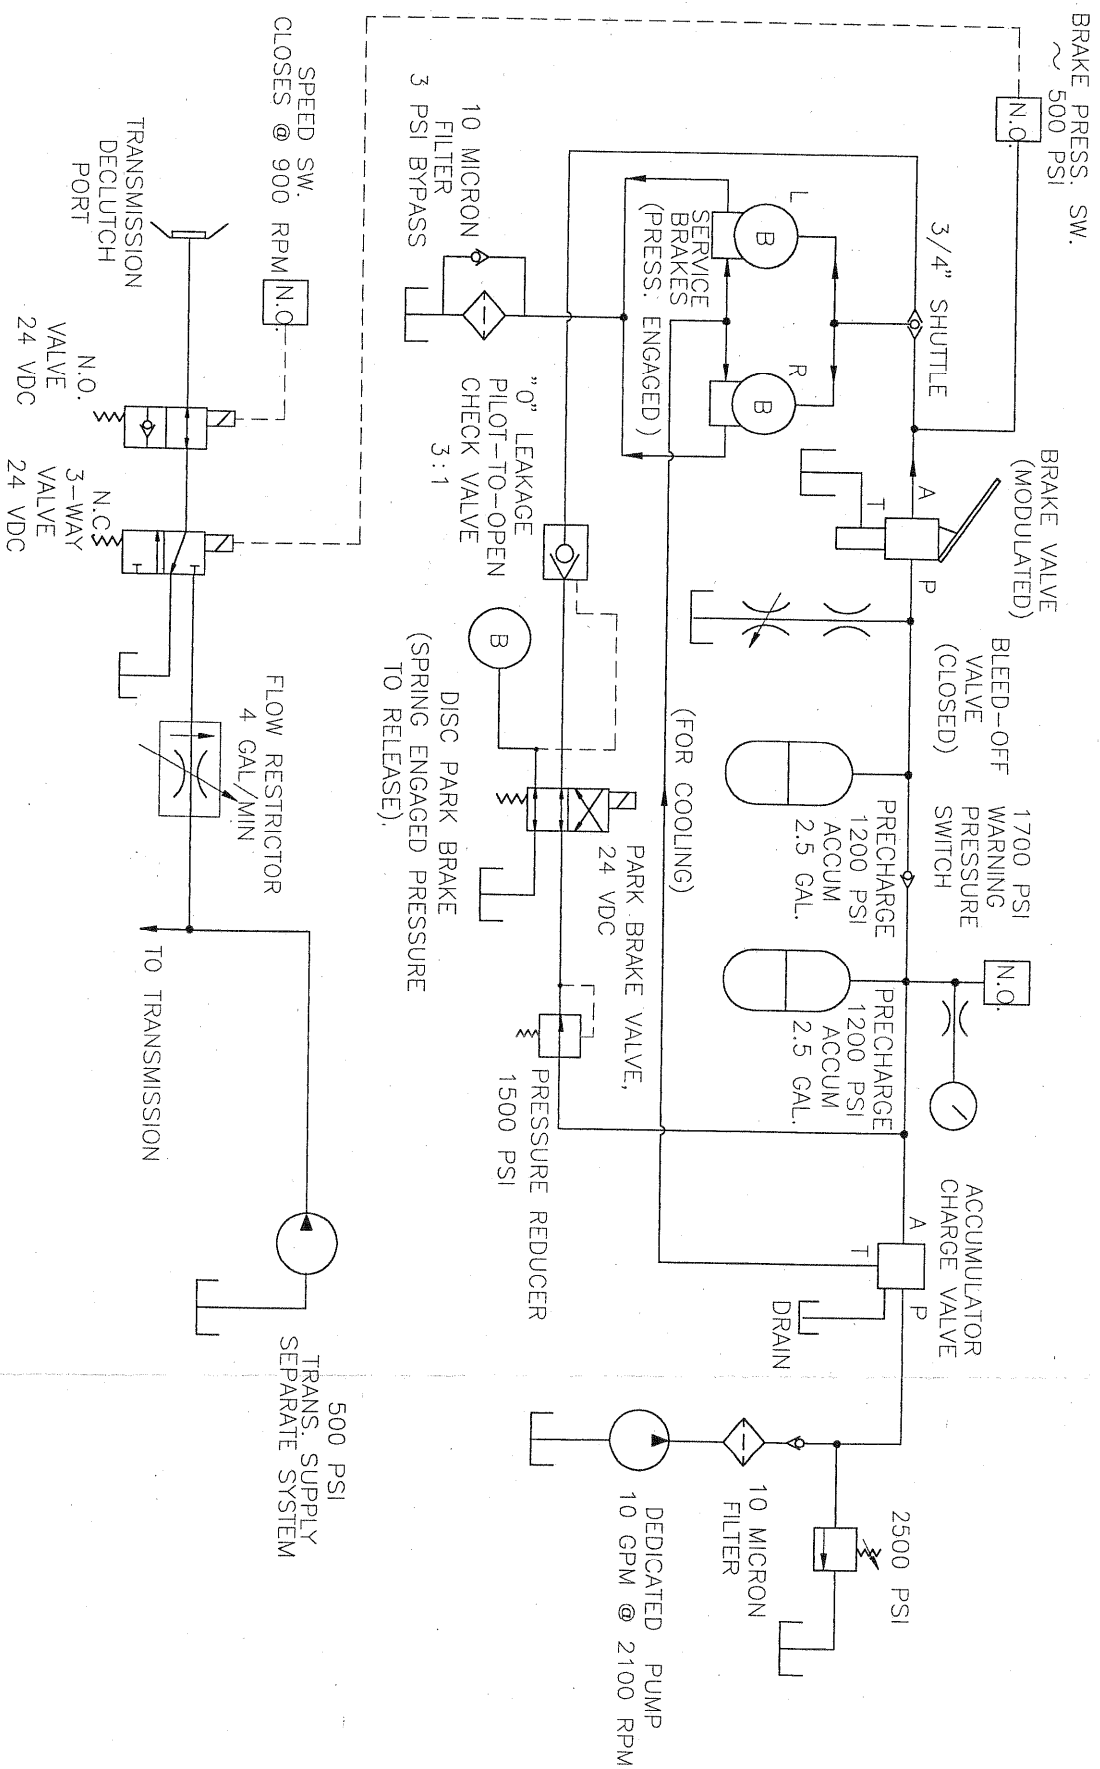 BRAKE PRESS. SW.
~ 500 PSI
N.O.
3/4" SHUTTLE
BRAKE VALVE
(MODULATED)
A
T
P
BLEED-OFF
VALVE
(CLOSED)
1700 PSI
WARNING
PRESSURE
SWITCH
N.O.
PRECHARGE
1200 PSI
ACCUM
2.5 GAL.
PRECHARGE
1200 PSI
ACCUM
2.5 GAL.
ACCUMULATOR
CHARGE VALVE
A
T
P
DRAIN
2500 PSI
10 MICRON
FILTER
DEDICATED PUMP
10 GPM @ 2100 RPM
L
B
R
B
SERVICE
BRAKES
(PRESS. ENGAGED)
(FOR COOLING)
10 MICRON
FILTER
3 PSI BYPASS
"0" LEAKAGE
PILOT-TO-OPEN
CHECK VALVE
3:1
B
DISC PARK BRAKE
(SPRING ENGAGED PRESSURE
TO RELEASE).
PARK BRAKE VALVE,
24 VDC
PRESSURE REDUCER
1500 PSI
SPEED SW.
CLOSES @ 900 RPM
N.O.
TRANSMISSION
DECLUTCH
PORT
N.O.
VALVE
24 VDC
N.C.
3-WAY
VALVE
24 VDC
FLOW RESTRICTOR
4 GAL/MIN
TO TRANSMISSION
500 PSI
TRANS. SUPPLY
SEPARATE SYSTEM